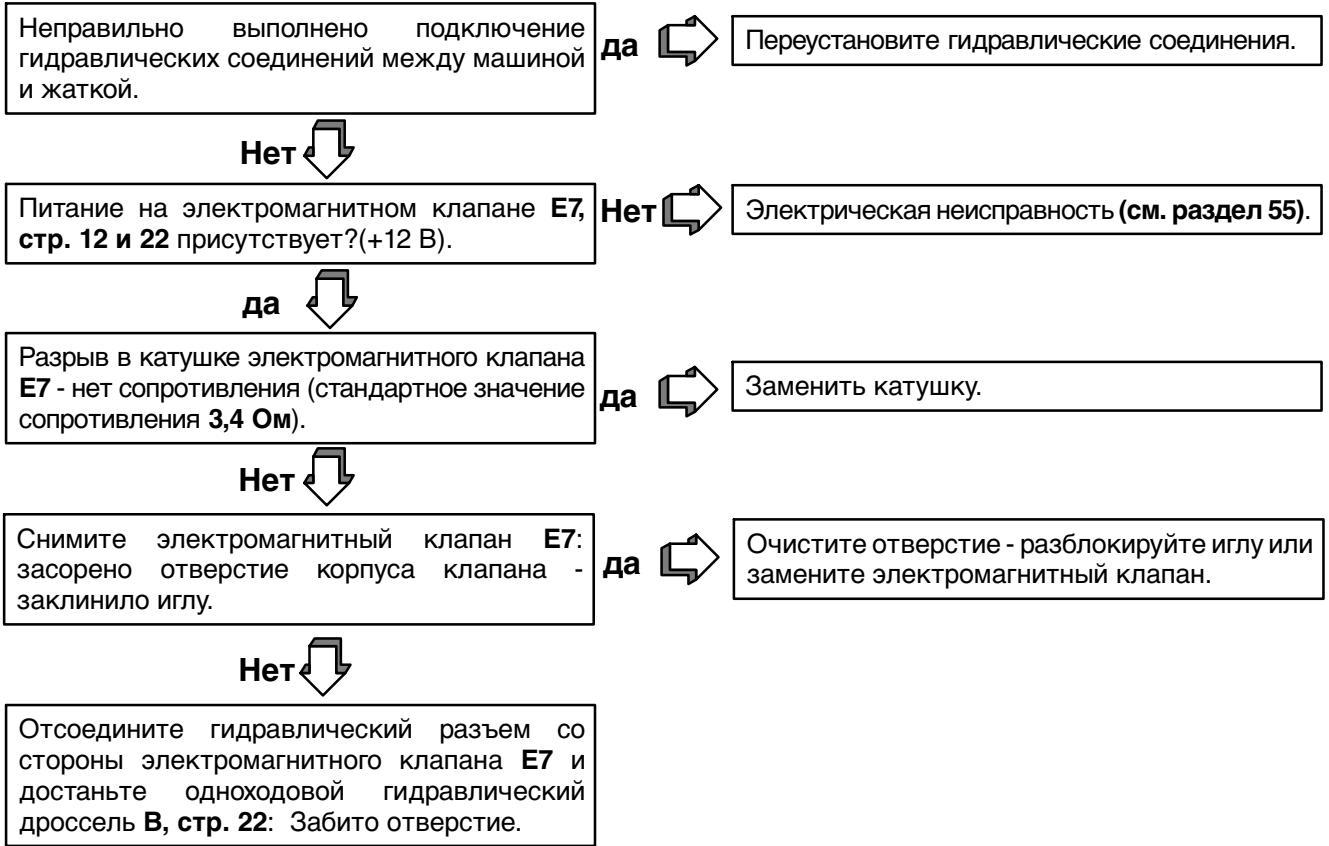 Неправильно выполнено подключение
гидравлических соединений между машиной
и жаткой.
да
Переустановите гидравлические соединения.
Нет
Питание на электромагнитном клапане E7,
стр. 12 и 22 присутствует?(+12 В).
Нет
Электрическая неисправность (см. раздел 55).
да
Разрыв в катушке электромагнитного клапана
E7 - нет сопротивления (стандартное значение
сопротивления 3,4 Ом).
да
Заменить катушку.
Нет
Снимите электромагнитный клапан E7:
засорено отверстие корпуса клапана -
заклинило иглу.
да
Очистите отверстие - разблокируйте иглу или
замените электромагнитный клапан.
Нет
Отсоедините гидравлический разъем со
стороны электромагнитного клапана E7 и
достаньте одноходовой гидравлический
дроссель B, стр. 22: Забито отверстие.